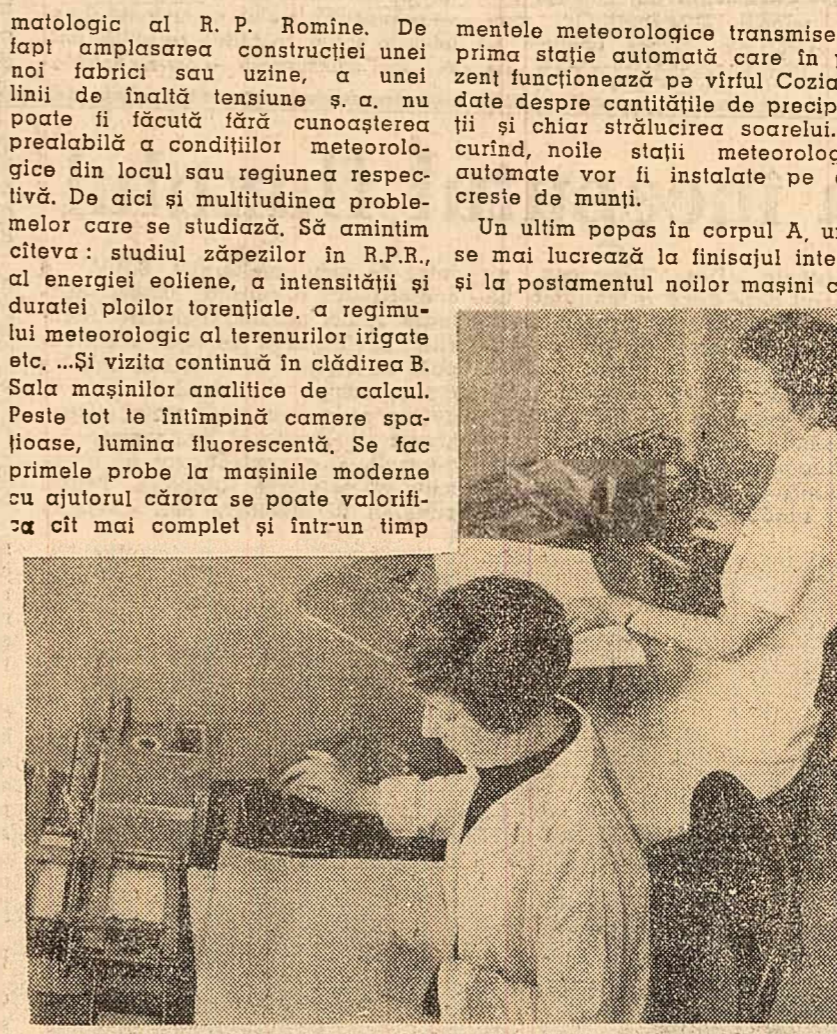 matologic al R. P. Romîne. De
fapt amplasarea construcției unei
noi fabrici sau uzine, a unei
linii de înaltă tensiune ș. a. nu
poate fi făcută fără cunoașterea
prealabilă a condițiilor meteorolo-
gice din locul sau regiunea respec-
tivă. De aici și multitudinea proble-
melor care se studiază. Să amintim
cîteva : studiul zăpezilor în R.P.R.,
al energiei eoliene, a intensității și
duratei ploilor torențiale, a regimu-
lui meteorologic al terenurilor irigate
etc. ...Și vizita continuă în clădirea B.
Sala mașinilor analitice de calcul.
Peste tot te întîmpină camere spa-
țioase, lumina fluorescentă. Se fac
primele probe la mașinile moderne
cu ajutorul cărora se poate valorifi-
ca cît mai complet și într-un timp
mentele meteorologice transmise
prima stație automată care în
zent funcționează pe vîrful Cozia
date despre cantitățile de precip
ții și chiar strălucirea soarelui.
curînd, noile stații meteorolog
automate vor fi instalate pe
creste de munți.
Un ultim popas în corpul A, u
se mai lucrează la finisajul inte
și la postamentul noilor mașini c